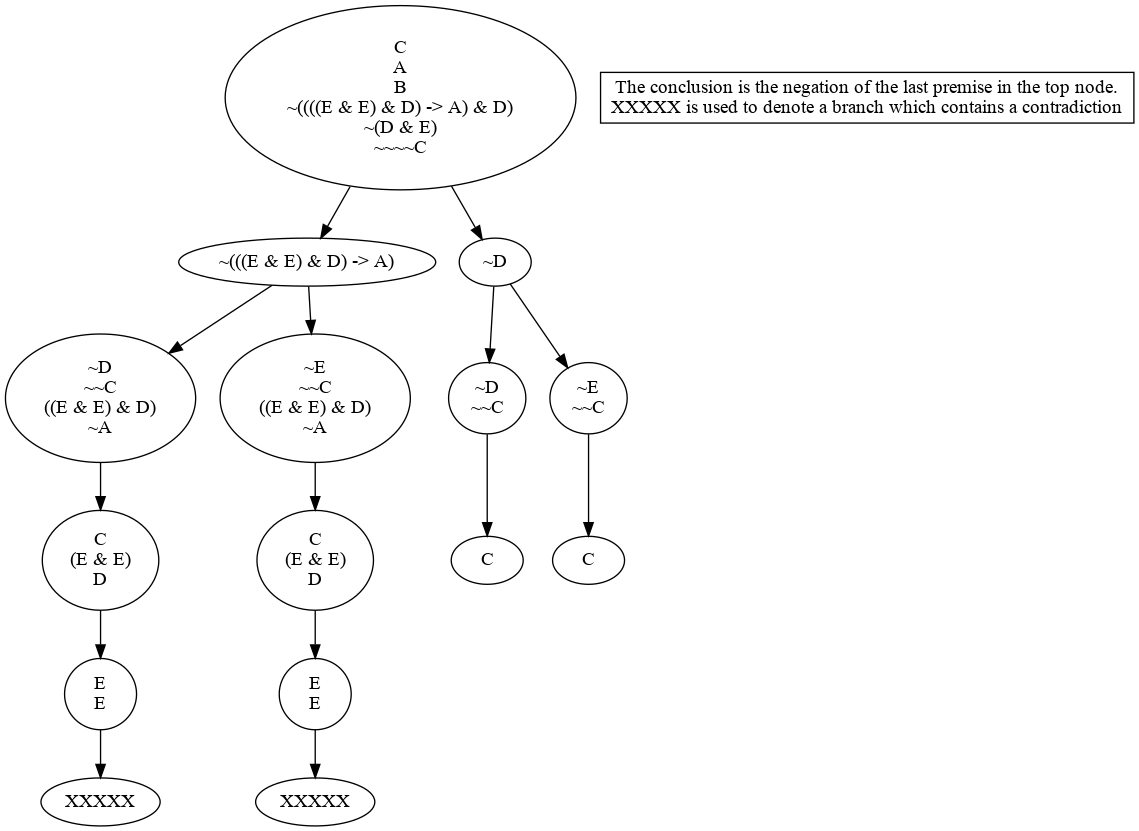 C
A
B
~((((E & E) & D) -> A) & D)
~(D & E)
~~~~C
The conclusion is the negation of the last premise in the top node.
XXXXX is used to denote a branch which contains a contradiction
~(((E & E) & D) -> A)
~D
~D
~~C
((E & E) & D)
~A
~E
~~C
((E & E) & D)
~A
~D
~~C
~E
~~C
C
(E & E)
D
C
(E & E)
D
C
C
E
E
E
E
XXXXX
XXXXX